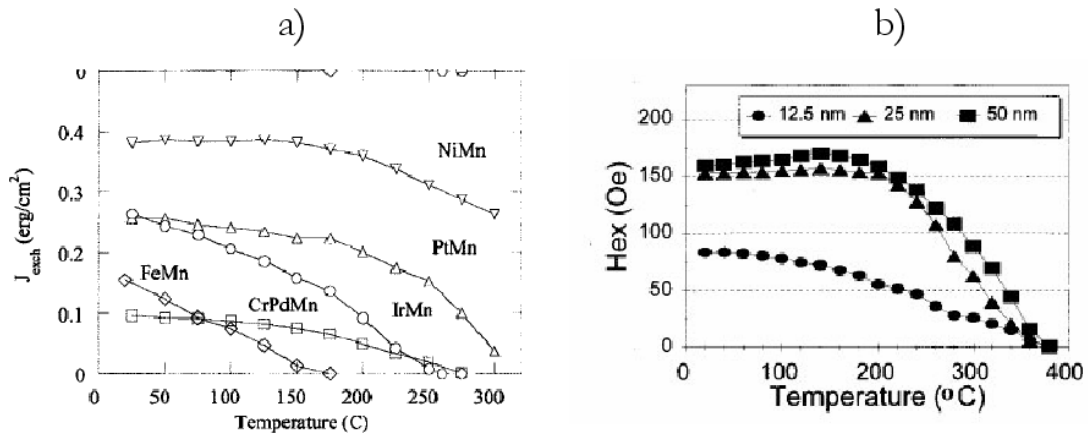 a)
b)
0
0.4
0.3
0.2
0.1
0
J_exch (erg/cm²)
NiMn
PtMn
FeMn
CrPdMn
IrMn
0 50 100 150 200 250 300
Temperature (C)
12.5 nm 25 nm 50 nm
200
150
100
50
0
Hex (Oe)
0 100 200 300 400
Temperature (°C)